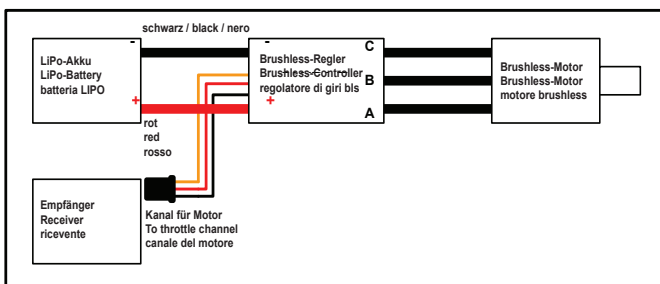 schwarz / black / nero
-
LiPo-Akku
LiPo-Battery
batteria LIPO
+
rot
red
rosso
-
Brushless-Regler
Brushless-Controller
regolatore di giri bls
+
C
B
A
Brushless-Motor
Brushless-Motor
motore brushless
Empfänger
Receiver
ricevente
Kanal für Motor
To throttle channel
canale del motore